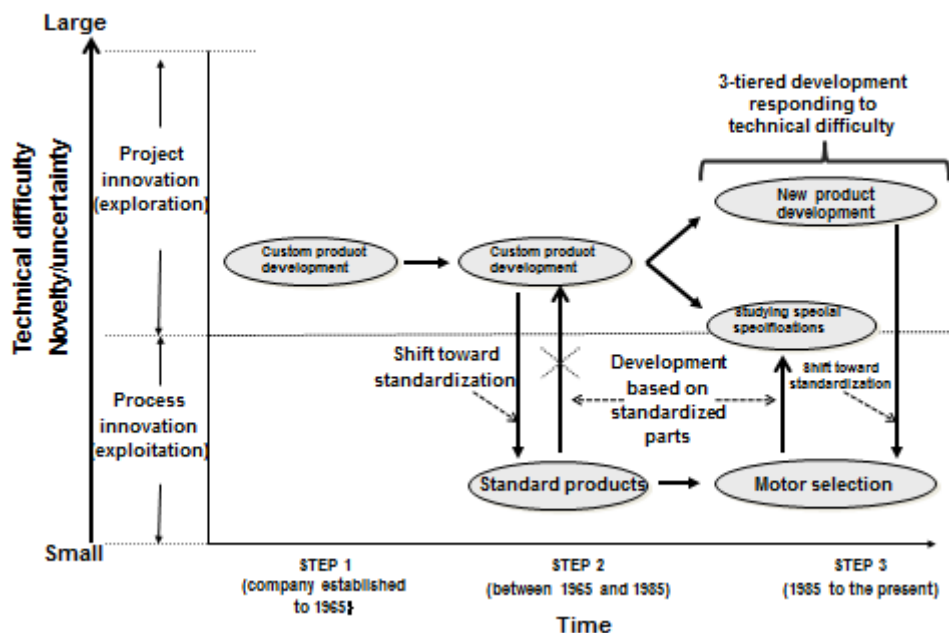 Large
Technical difficulty
Novelty/uncertainty
Small
Project
innovation
(exploration)
Process
innovation
(exploitation)
3-tiered development
responding to
technical difficulty
New product
development
Custom product
development
Custom product
development
Studying special
specifications
Shift toward
standardization
Development
based on
standardized
parts
Shift toward
standardization
Standard products
Motor selection
STEP 1
(company established
to 1965)
STEP 2
(between 1965 and 1985)
STEP 3
(1985 to the present)
Time